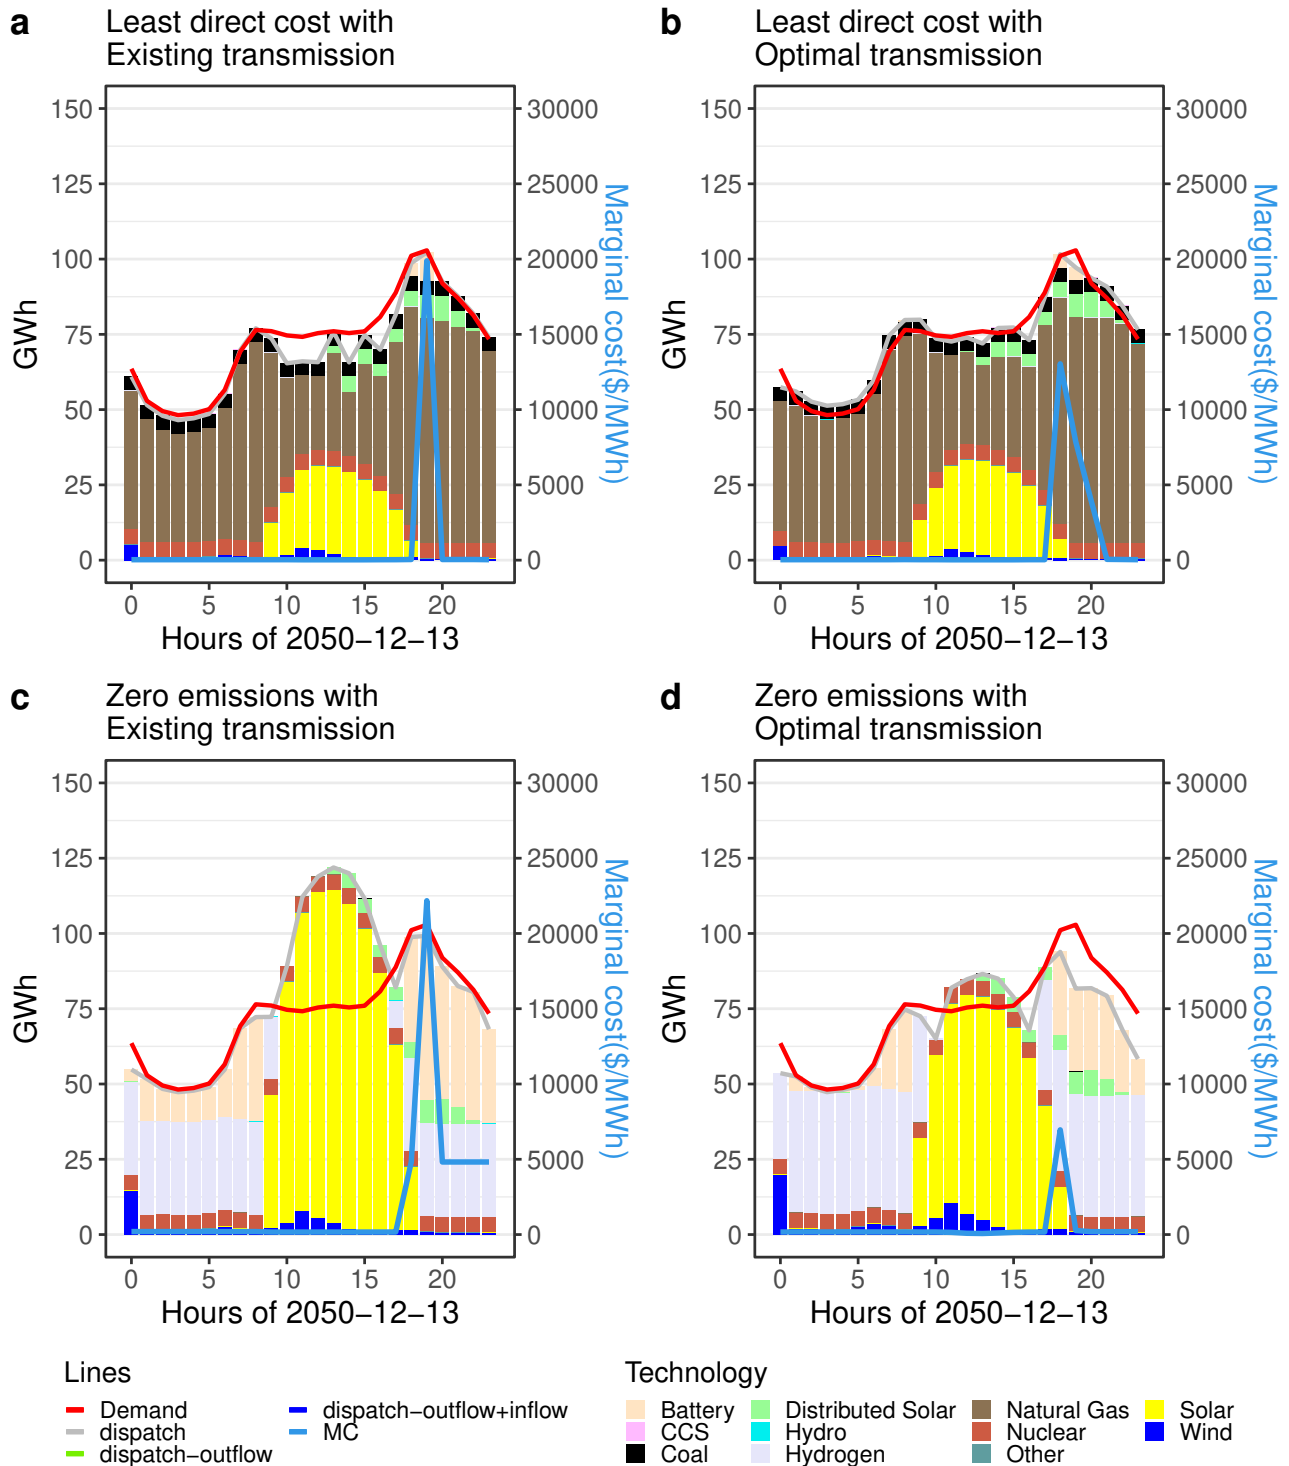 a
Least direct cost with
Existing transmission
150
125
100
75
50
25
0
GWh
30000
25000
20000
15000
10000
5000
0
Marginal cost($/MWh)
0 5 10 15 20
Hours of 2050−12−13
b
Least direct cost with
Optimal transmission
150
125
100
75
50
25
0
GWh
30000
25000
20000
15000
10000
5000
0
Marginal cost($/MWh)
0 5 10 15 20
Hours of 2050−12−13
c
Zero emissions with
Existing transmission
150
125
100
75
50
25
0
GWh
30000
25000
20000
15000
10000
5000
0
Marginal cost($/MWh)
0 5 10 15 20
Hours of 2050−12−13
d
Zero emissions with
Optimal transmission
150
125
100
75
50
25
0
GWh
30000
25000
20000
15000
10000
5000
0
Marginal cost($/MWh)
0 5 10 15 20
Hours of 2050−12−13
Lines
Demand
dispatch
dispatch−outflow
dispatch−outflow+inflow
MC
Technology
Battery
CCS
Coal
Distributed Solar
Hydro
Hydrogen
Natural Gas
Nuclear
Other
Solar
Wind